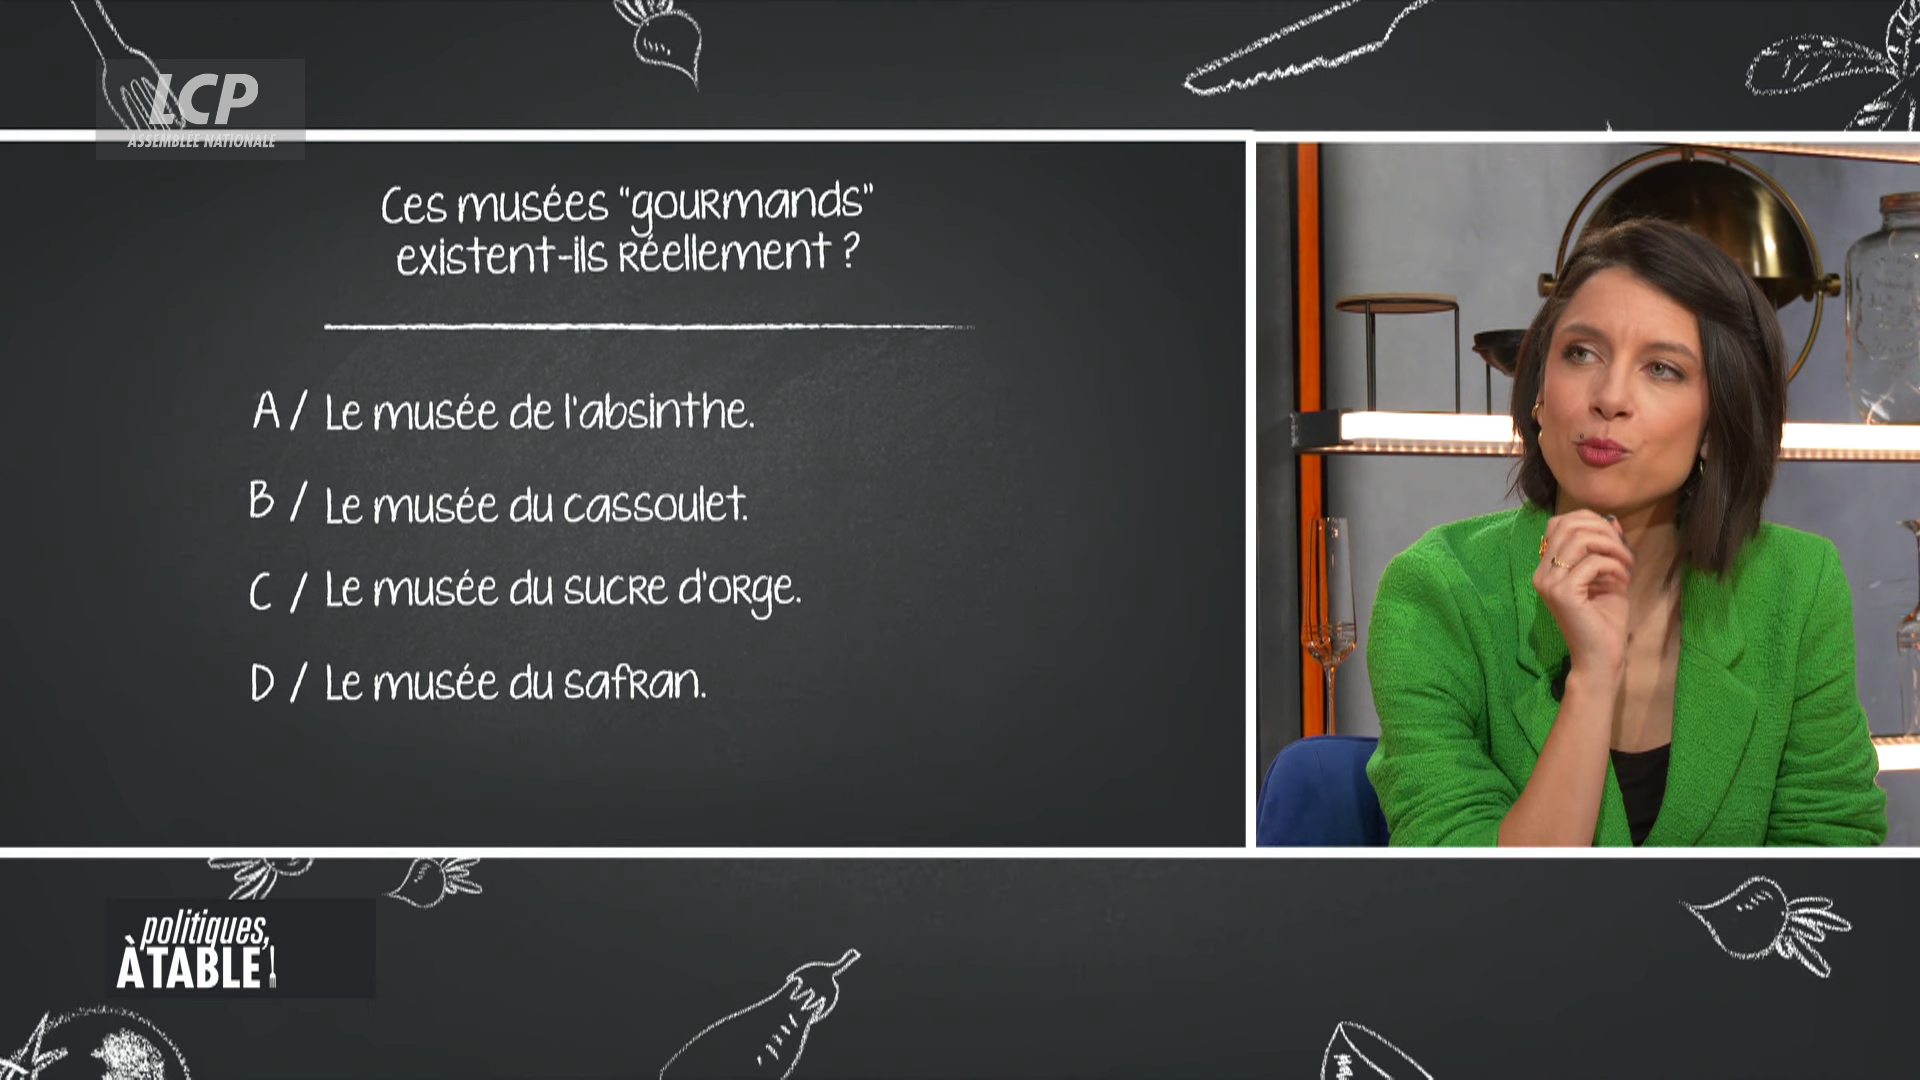 LCP
ASSEMBLÉE NATIONALE
Ces musées "gourmands"
existent-ils réellement ?
A / Le musée de l'absinthe.
B / Le musée du cassoulet.
C / Le musée du sucre d'orge.
D / Le musée du safran.
politiques,
À TABLE!